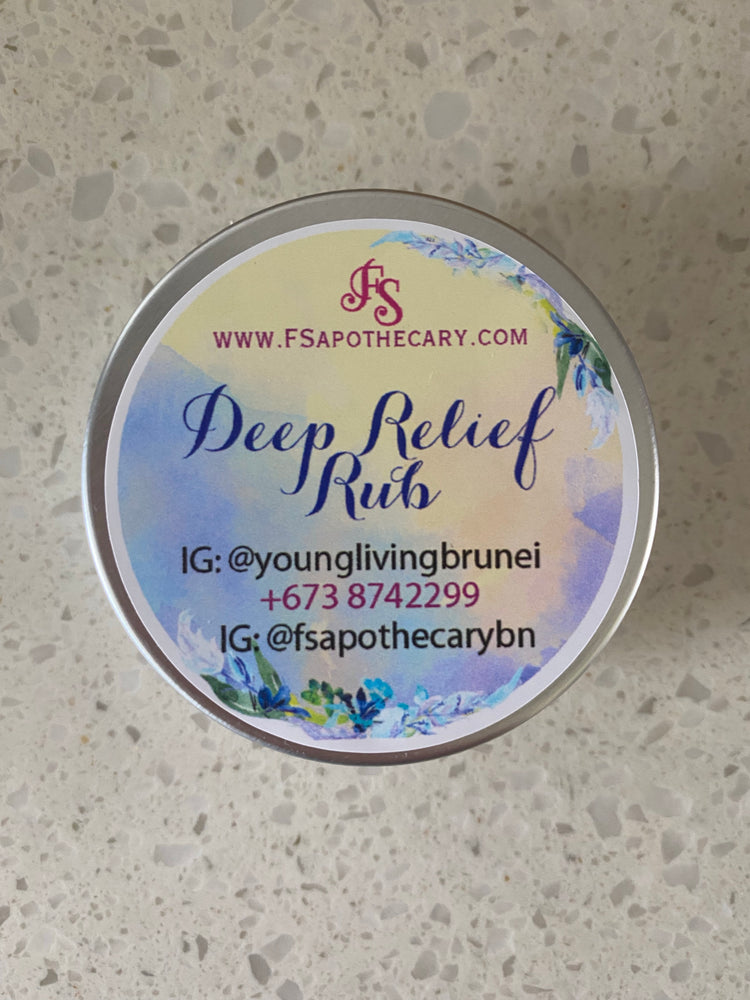 FS
WWW.FSAPOTHECARY.COM
Deep Relief
Rub
IG: @younglivingbrunei
+673 8742299
IG: @fsapothecarybn